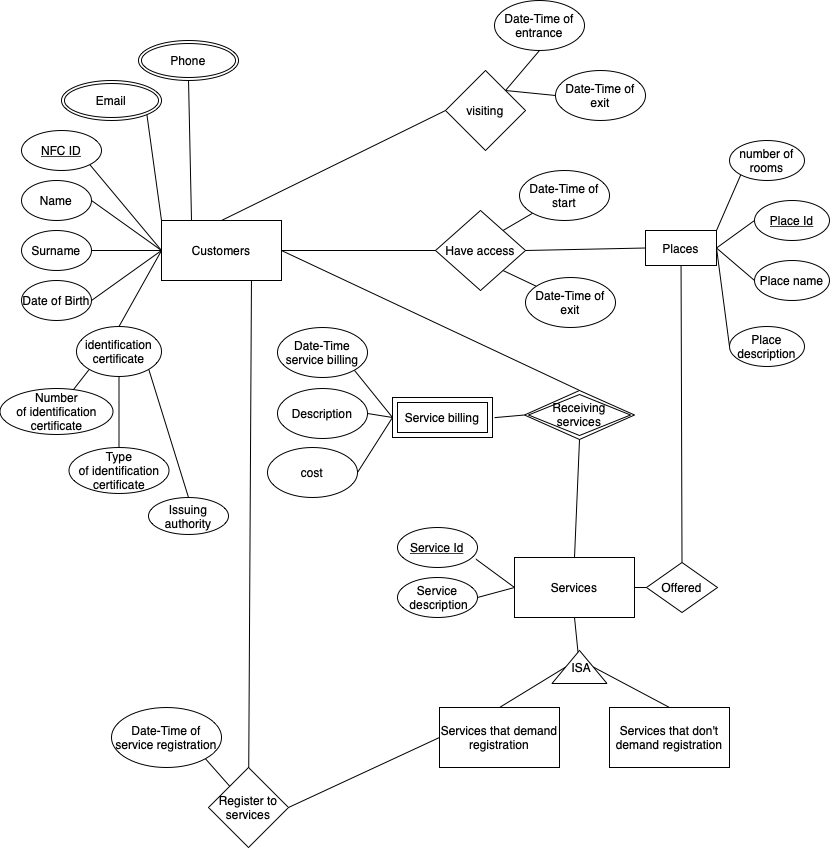 Date-Time of
entrance
Phone
Email
Date-Time of
exit
visiting
NFC ID
number of
rooms
Name
Date-Time of
start
Place Id
Surname
Customers
Have access
Places
Date of Birth
Date-Time of
exit
Place name
identification
certificate
Date-Time
service billing
Place
description
Number
of identification
certificate
Description
Service billing
Receiving
services
Type
of identification
certificate
cost
Issuing
authority
Service Id
Service
description
Services
Offered
ISA
Date-Time of
service registration
Services that demand
registration
Services that don't
demand registration
Register to
services